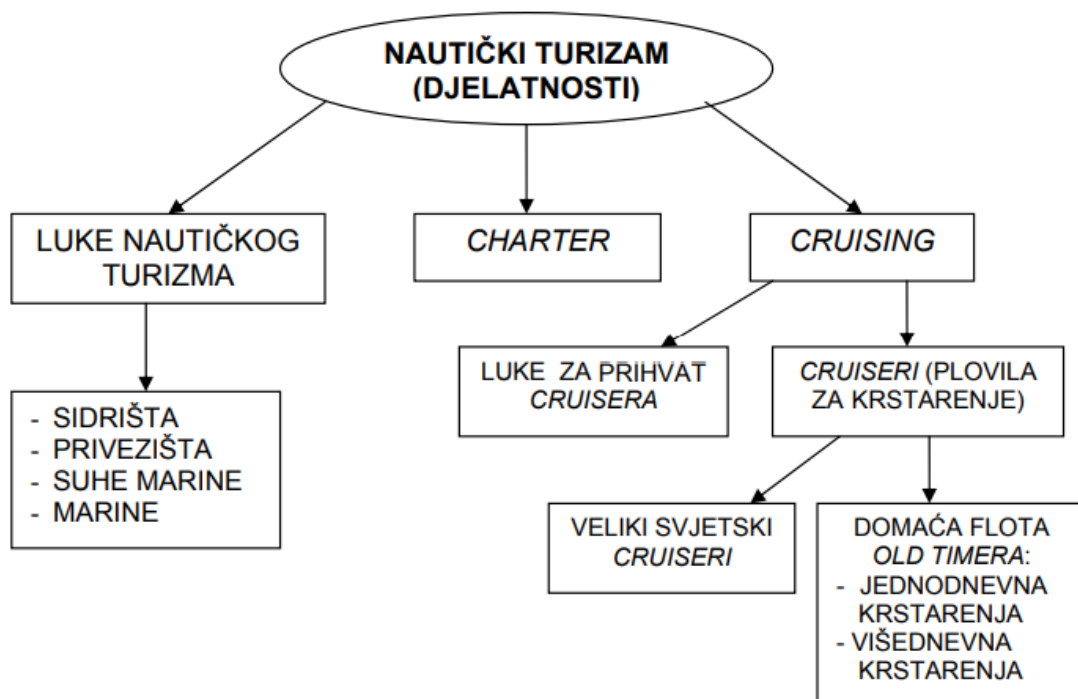 NAUTIČKI TURIZAM
(DJELATNOSTI)
LUKE NAUTIČKOG
TURIZMA
CHARTER
CRUISING
LUKE ZA PRIHVAT
CRUISERA
CRUISERI (PLOVILA
ZA KRSTARENJE)
- SIDRIŠTA
- PRIVEZIŠTA
- SUHE MARINE
- MARINE
VELIKI SVJETSKI
CRUISERI
DOMAĆA FLOTA
OLD TIMERA:
- JEDNODNEVNA
KRSTARENJA
- VIŠEDNEVNA
KRSTARENJA